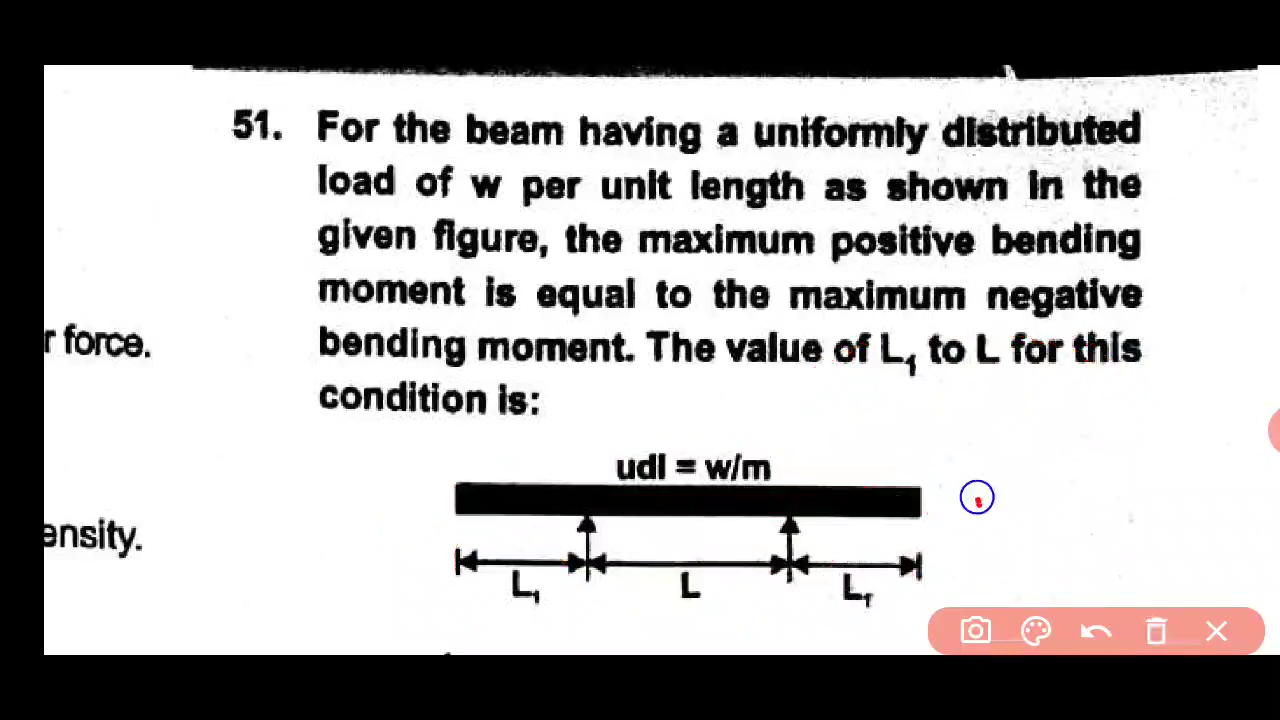 51. For the beam having a uniformly distributed
load of w per unit length as shown in the
given figure, the maximum positive bending
moment is equal to the maximum negative
r force.
bending moment. The value of L₁ to L for this
condition is:
udl = w/m
ensity.
L₁ L L₁